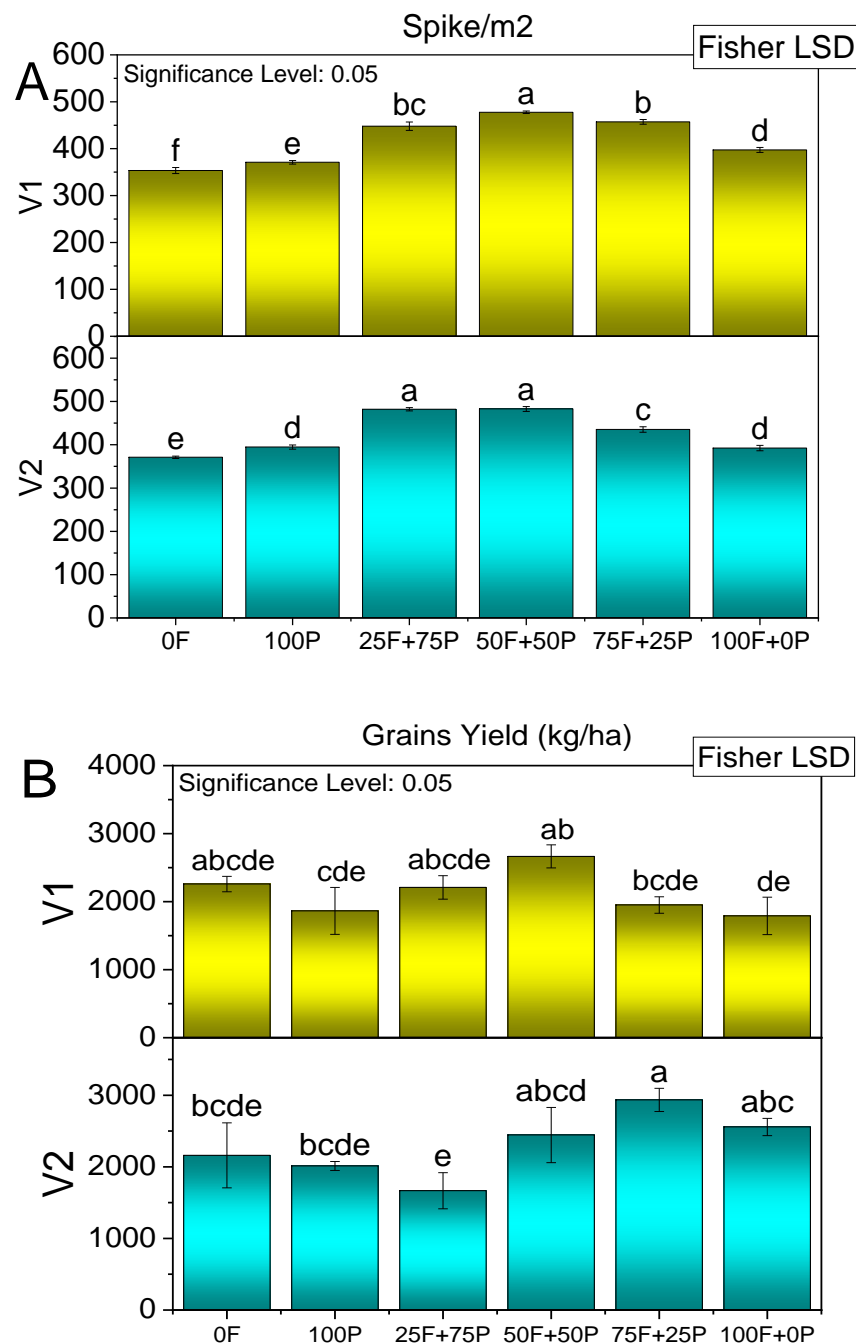 Spike/m2
Fisher LSD
A
Significance Level: 0.05
600
500
400
300
200
100
0
V1
f e bc a b d
600
500
400
300
200
100
0
V2
e d a a c d
0F 100P 25F+75P 50F+50P 75F+25P 100F+0P
Grains Yield (kg/ha)
Fisher LSD
B
Significance Level: 0.05
4000
3000
2000
1000
0
V1
abcde cde abcde ab bcde de
3000
2000
1000
0
V2
bcde bcde e abcd a abc
0F 100P 25F+75P 50F+50P 75F+25P 100F+0P